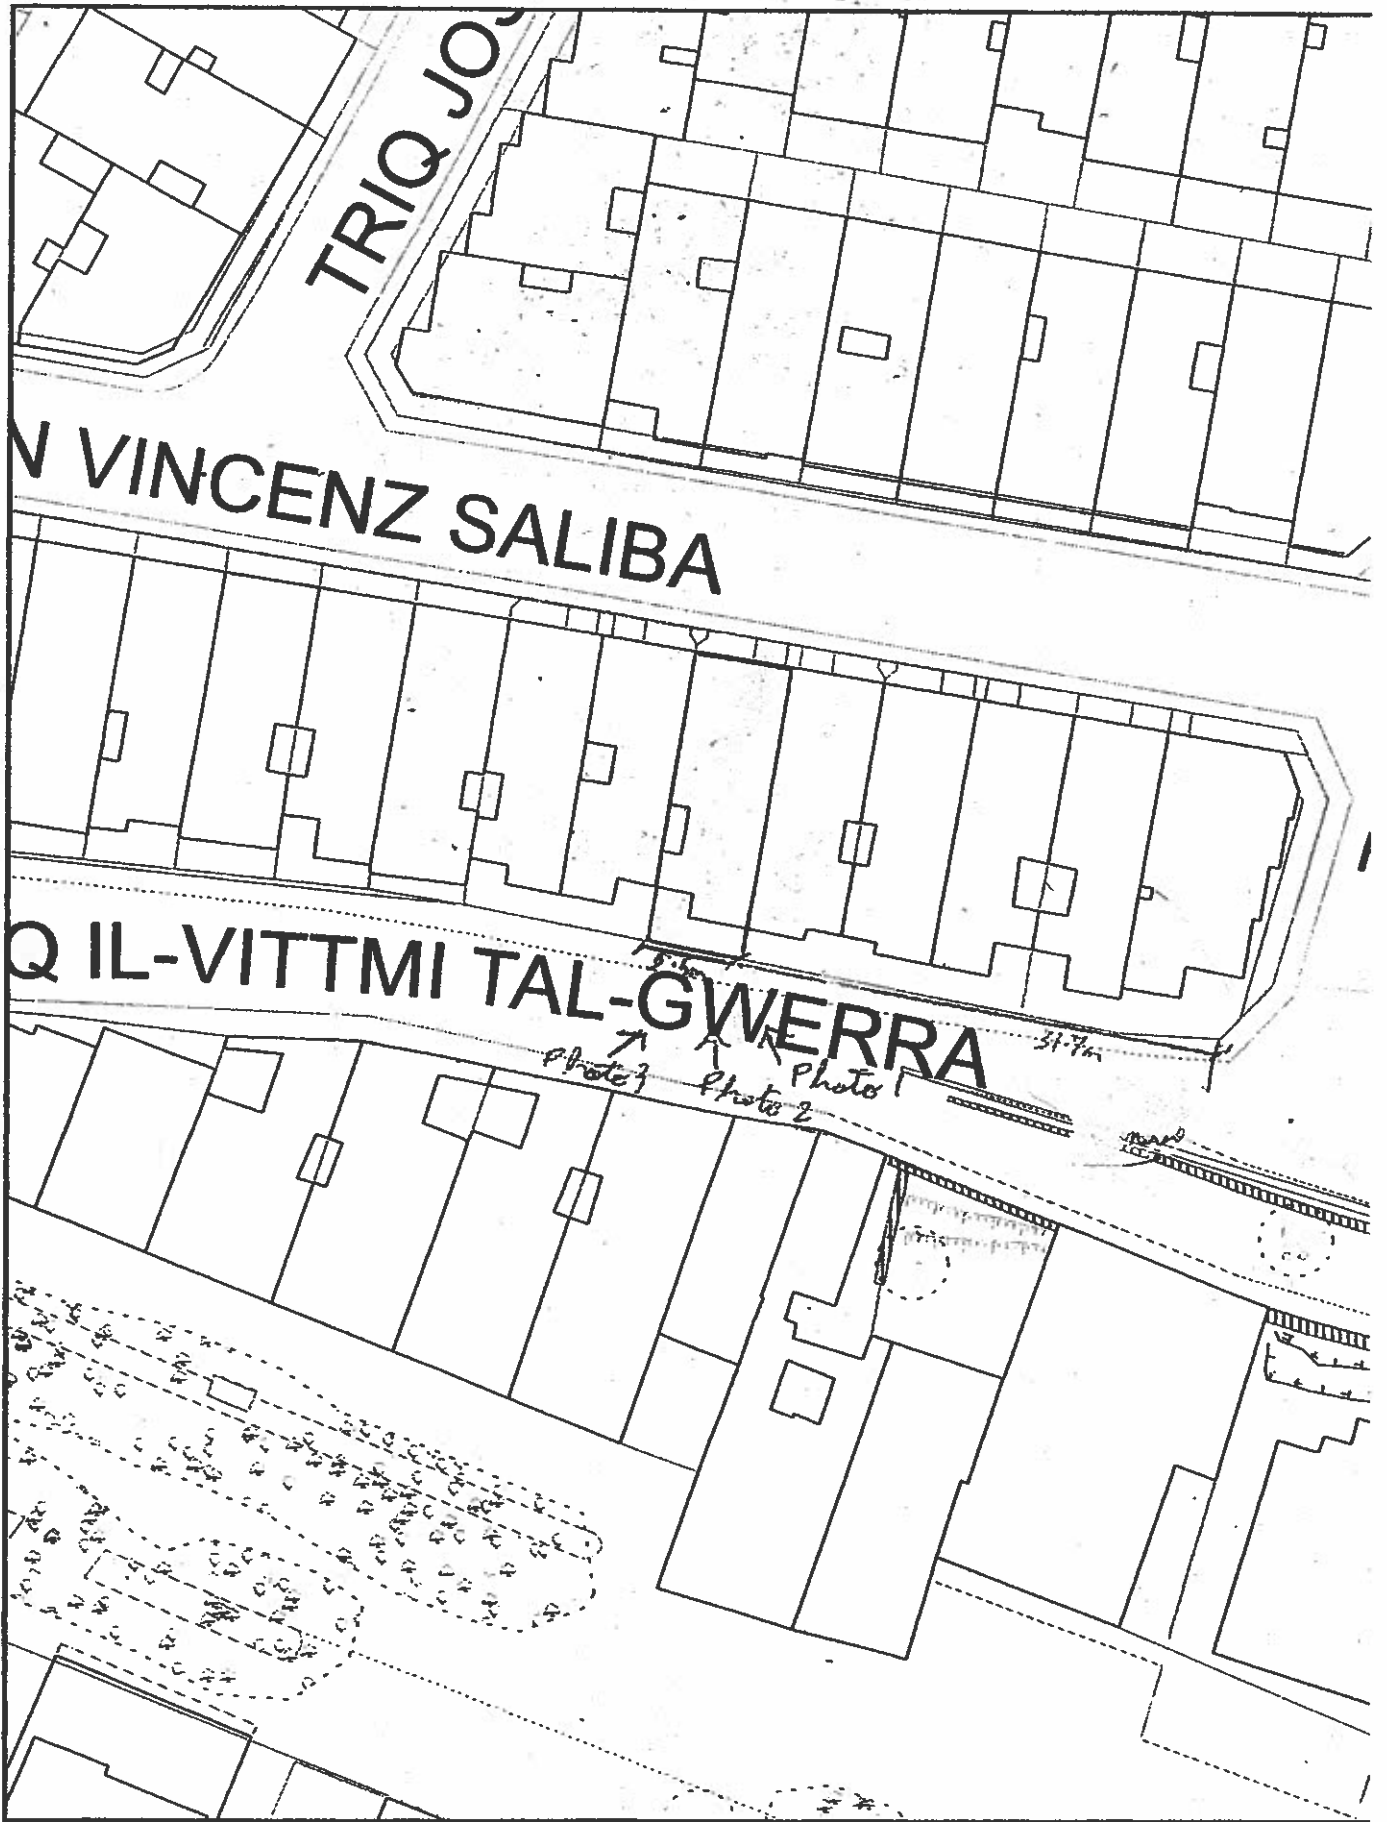 TRIQ JOS
N VINCENZ SALIBA
Q IL-VITTMI TAL-GWERRA
31.7m
Photo 3
Photo 2
Photo 1